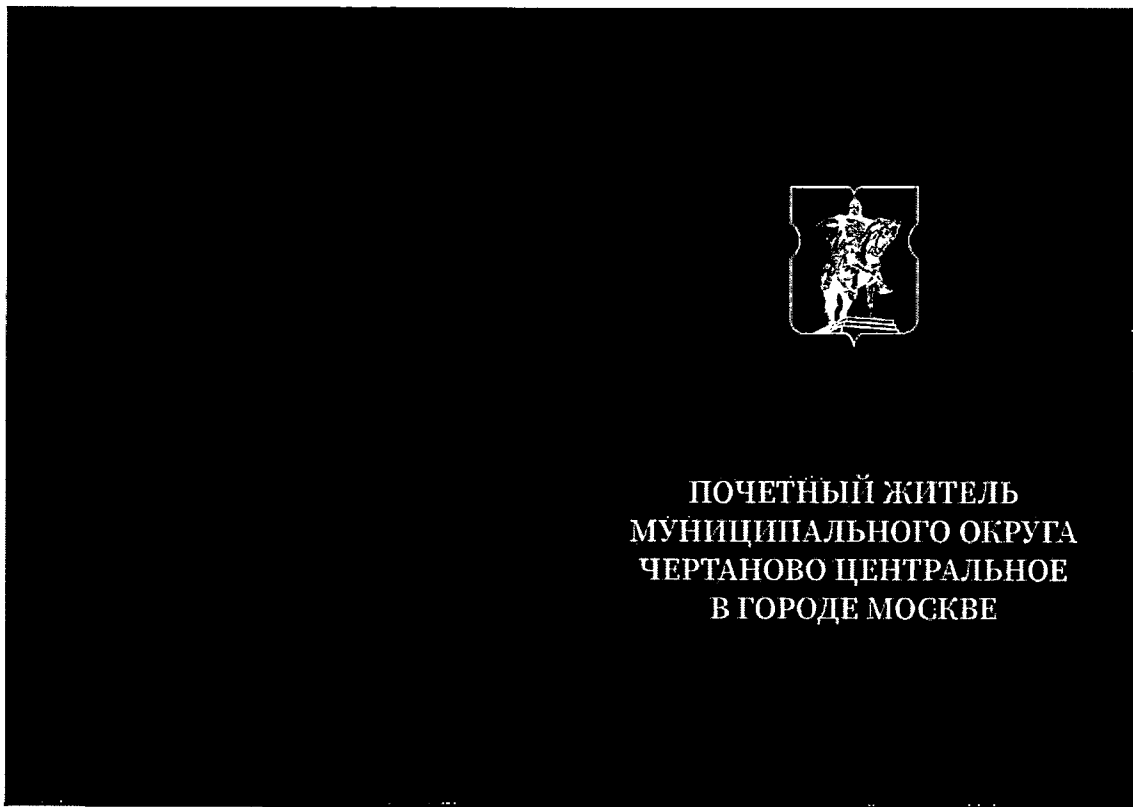 ПОЧЕТНЫЙ ЖИТЕЛЬ
МУНИЦИПАЛЬНОГО ОКРУГА
ЧЕРТАНОВО ЦЕНТРАЛЬНОЕ
В ГОРОДЕ МОСКВЕ